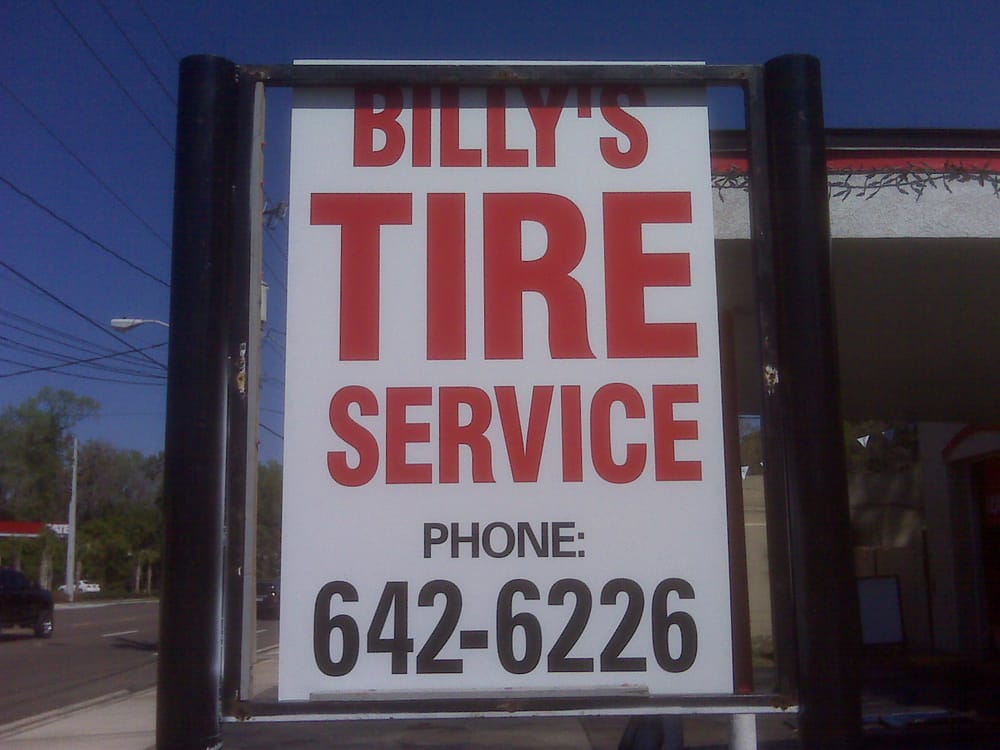 BILLY'S
TIRE
SERVICE
PHONE:
642-6226